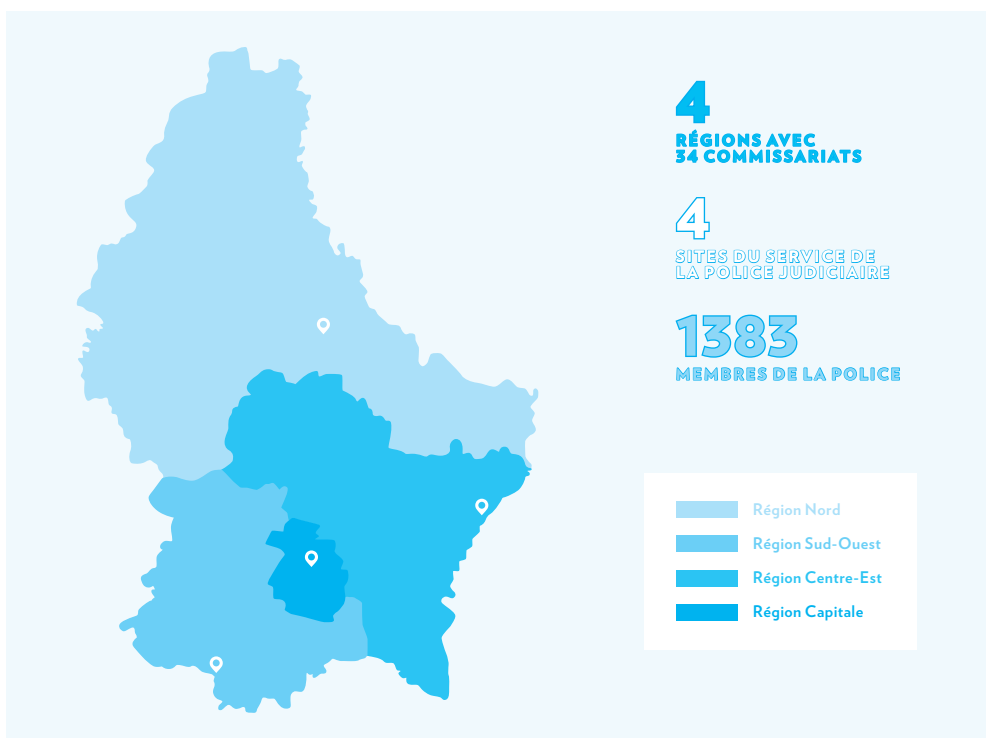 4
RÉGIONS AVEC
34 COMMISSARIATS
4
SITES DU SERVICE DE
LA POLICE JUDICIAIRE
1383
MEMBRES DE LA POLICE
Région Nord
Région Sud-Ouest
Région Centre-Est
Région Capitale